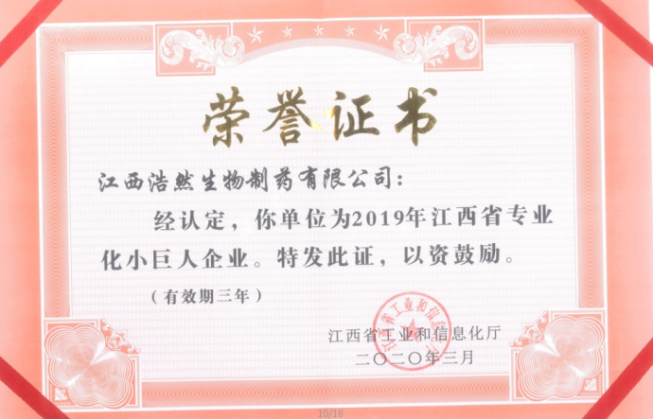 荣誉证书
江西浩然生物制药有限公司：
经认定，你单位为2019年江西省专业
化小巨人企业。特发此证，以资鼓励。
（有效期三年）
江西省工业和信息化厅
二〇二〇年三月
10/18